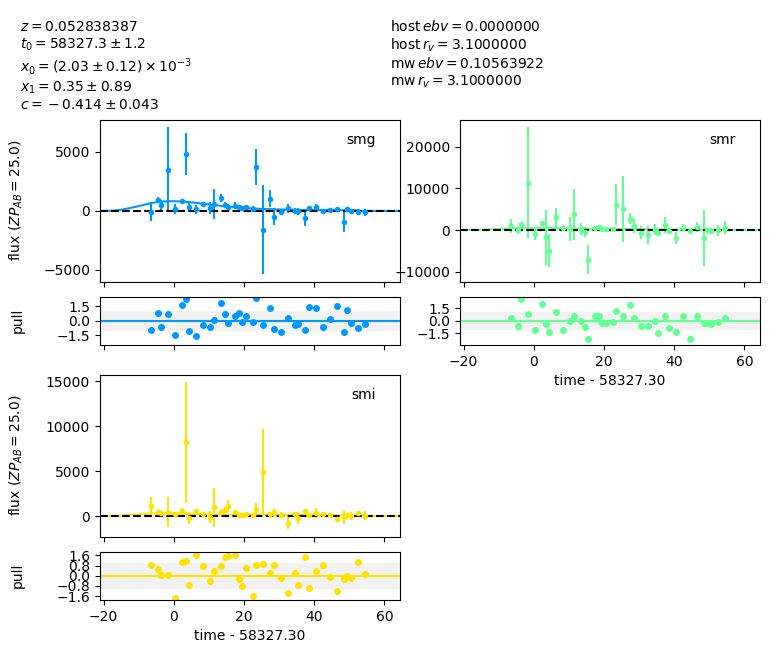 z = 0.052838387
t₀ = 58327.3 ± 1.2
x₀ = (2.03 ± 0.12) × 10⁻³
x₁ = 0.35 ± 0.89
c = −0.414 ± 0.043
host ebv = 0.0000000
host r_v = 3.1000000
mw ebv = 0.10563922
mw r_v = 3.1000000
smg
flux (ZP_AB = 25.0)
5000
0
−5000
pull
1.5
0.0
−1.5
smr
20000
10000
0
−10000
1.5
0.0
−1.5
−20 0 20 40 60
time - 58327.30
smi
flux (ZP_AB = 25.0)
15000
10000
5000
0
pull
1.6
0.8
0.0
−0.8
−1.6
−20 0 20 40 60
time - 58327.30